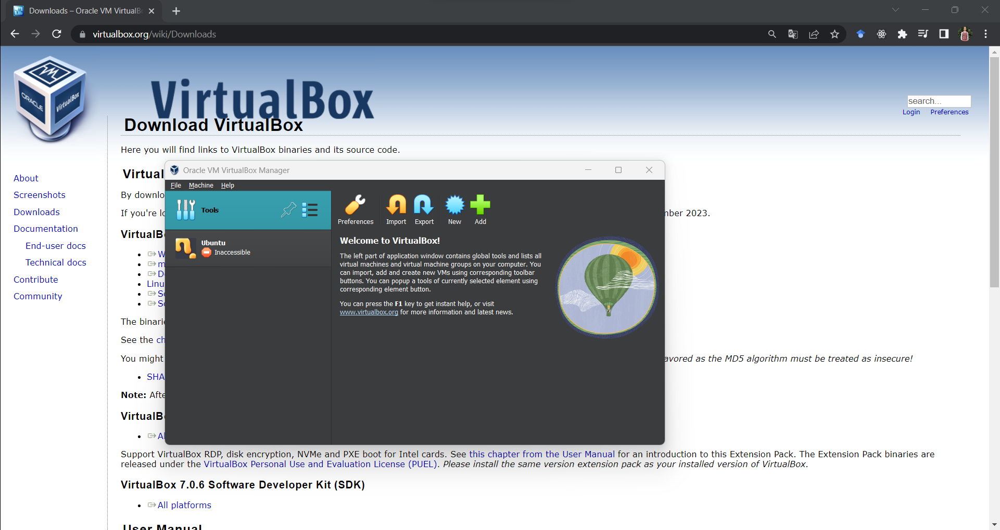 Downloads – Oracle VM VirtualB
virtualbox.org/wiki/Downloads
ORACLE
VirtualBox
VirtualBox
search...
Login Preferences
Download VirtualBox
Here you will find links to VirtualBox binaries and its source code.
About
Screenshots
Downloads
Documentation
End-user docs
Technical docs
Contribute
Community
Virtual
By downlo
If you're lo
mber 2023.
VirtualB
W
m
D
Linu
So
So
The binarie
See the ch
You might
avored as the MD5 algorithm must be treated as insecure!
SHA
Note: Afte
VirtualB
Al
Oracle VM VirtualBox Manager
File Machine Help
Tools
Ubuntu
Inaccessible
Preferences Import Export New Add
Welcome to VirtualBox!
The left part of application window contains global tools and lists all
virtual machines and virtual machine groups on your computer. You
can import, add and create new VMs using corresponding toolbar
buttons. You can popup a tools of currently selected element using
corresponding element button.
You can press the F1 key to get instant help, or visit
www.virtualbox.org for more information and latest news.
Support VirtualBox RDP, disk encryption, NVMe and PXE boot for Intel cards. See this chapter from the User Manual for an introduction to this Extension Pack. The Extension Pack binaries are
released under the VirtualBox Personal Use and Evaluation License (PUEL). Please install the same version extension pack as your installed version of VirtualBox.
VirtualBox 7.0.6 Software Developer Kit (SDK)
All platforms
User Manual